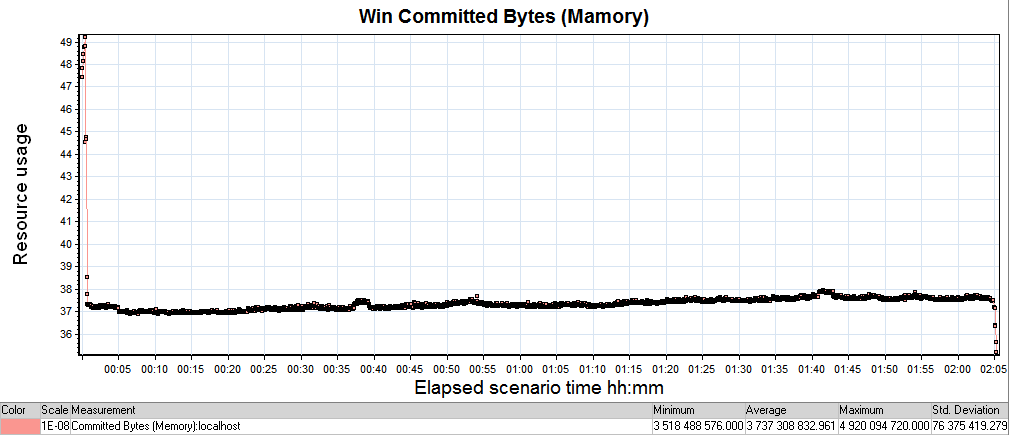 Win Committed Bytes (Mamory)
Resource usage
49
48
47
46
45
44
43
42
41
40
39
38
37
36
00:05 00:10 00:15 00:20 00:25 00:30 00:35 00:40 00:45 00:50 00:55 01:00 01:05 01:10 01:15 01:20 01:25 01:30 01:35 01:40 01:45 01:50 01:55 02:00 02:05
Elapsed scenario time hh:mm
Color Scale Measurement Minimum Average Maximum Std. Deviation
1E-08 Committed Bytes (Memory):localhost 3 518 488 576.000 3 737 308 832.961 4 920 094 720.000 76 375 419.279